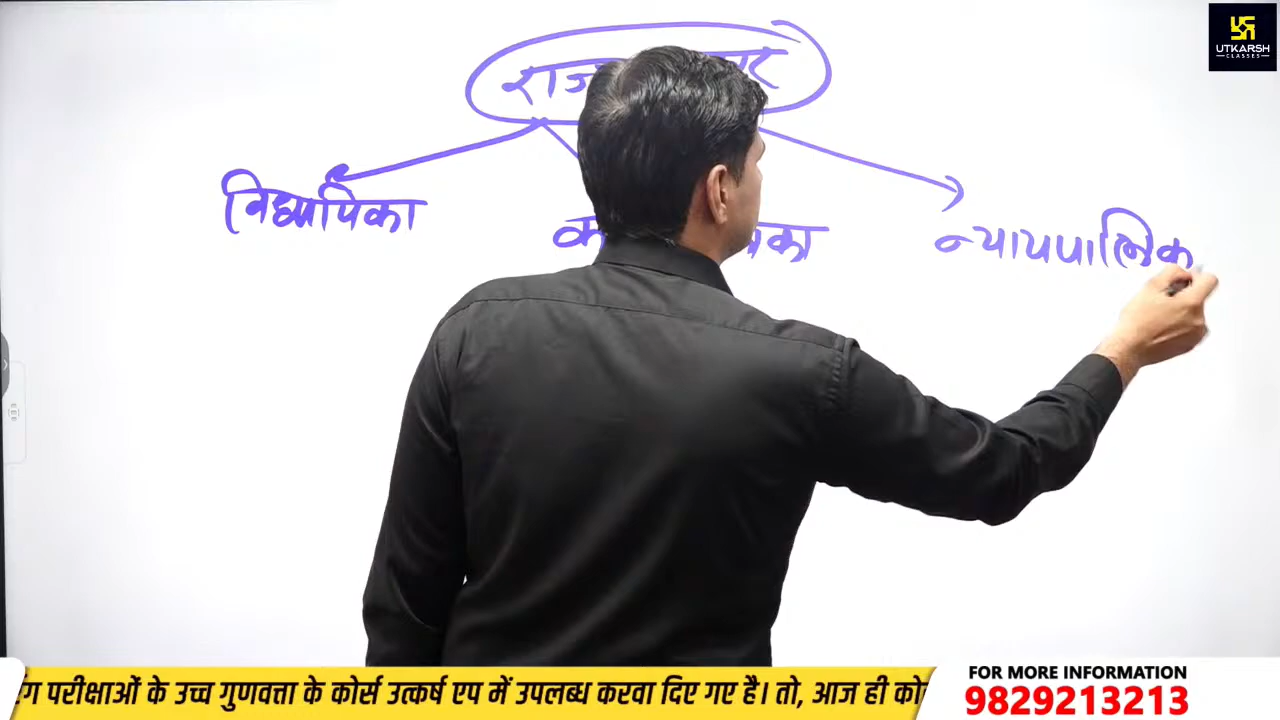 UTKARSH
CLASSES
विधायिका
न्यायपालिक
परीक्षाओं के उच्च गुणवत्ता के कोर्स उत्कर्ष एप में उपलब्ध करवा दिए गए है। तो, आज ही
FOR MORE INFORMATION
9829213213